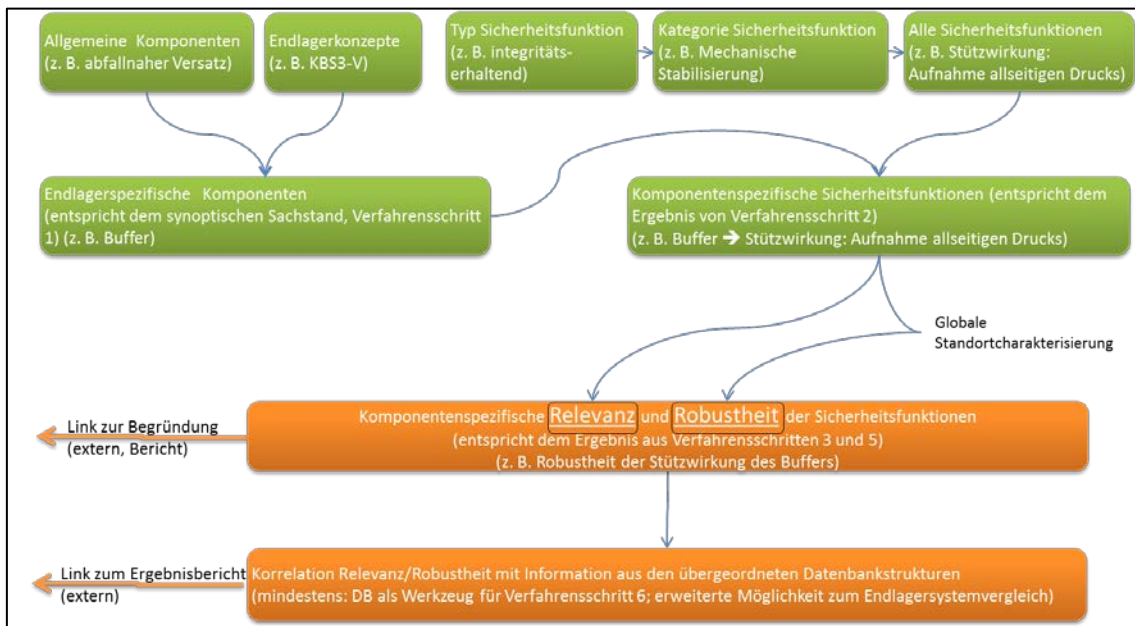 Allgemeine Komponenten
(z. B. abfallnaher Versatz)
Endlagerkonzepte
(z. B. KBS3-V)
Typ Sicherheitsfunktion
(z. B. integritäts-
erhaltend)
Kategorie Sicherheitsfunktion
(z. B. Mechanische
Stabilisierung)
Alle Sicherheitsfunktionen
(z. B. Stützwirkung:
Aufnahme allseitigen Drucks)
Endlagerspezifische Komponenten
(entspricht dem synoptischen Sachstand, Verfahrensschritt
1) (z. B. Buffer)
Komponentenspezifische Sicherheitsfunktionen (entspricht dem
Ergebnis von Verfahrensschritt 2)
(z. B. Buffer ➔ Stützwirkung: Aufnahme allseitigen Drucks)
Globale
Standortcharakterisierung
Link zur Begründung
(extern, Bericht)
Komponentenspezifische Relevanz und Robustheit der Sicherheitsfunktionen
(entspricht dem Ergebnis aus Verfahrensschritten 3 und 5)
(z. B. Robustheit der Stützwirkung des Buffers)
Link zum Ergebnisbericht
(extern)
Korrelation Relevanz/Robustheit mit Information aus den übergeordneten Datenbankstrukturen
(mindestens: DB als Werkzeug für Verfahrensschritt 6; erweiterte Möglichkeit zum Endlagersystemvergleich)